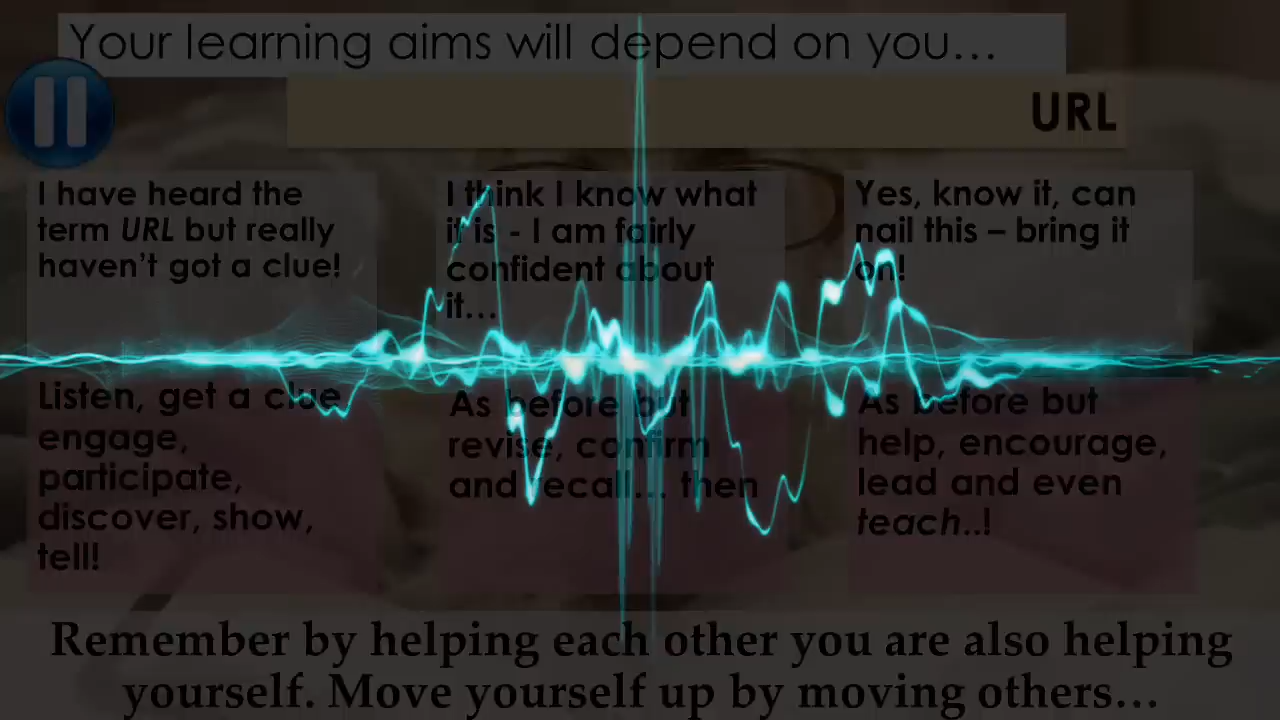 Your learning aims will depend on you…
URL
I have heard the
term URL but really
haven’t got a clue!
I think I know what
it is - I am fairly
confident about
it…
Yes, know it, can
nail this – bring it
on!
Listen, get a clue
engage,
participate,
discover, show,
tell!
As before but
revise, confirm
and recall… then
As before but
help, encourage,
lead and even
teach..!
Remember by helping each other you are also helping
yourself. Move yourself up by moving others…